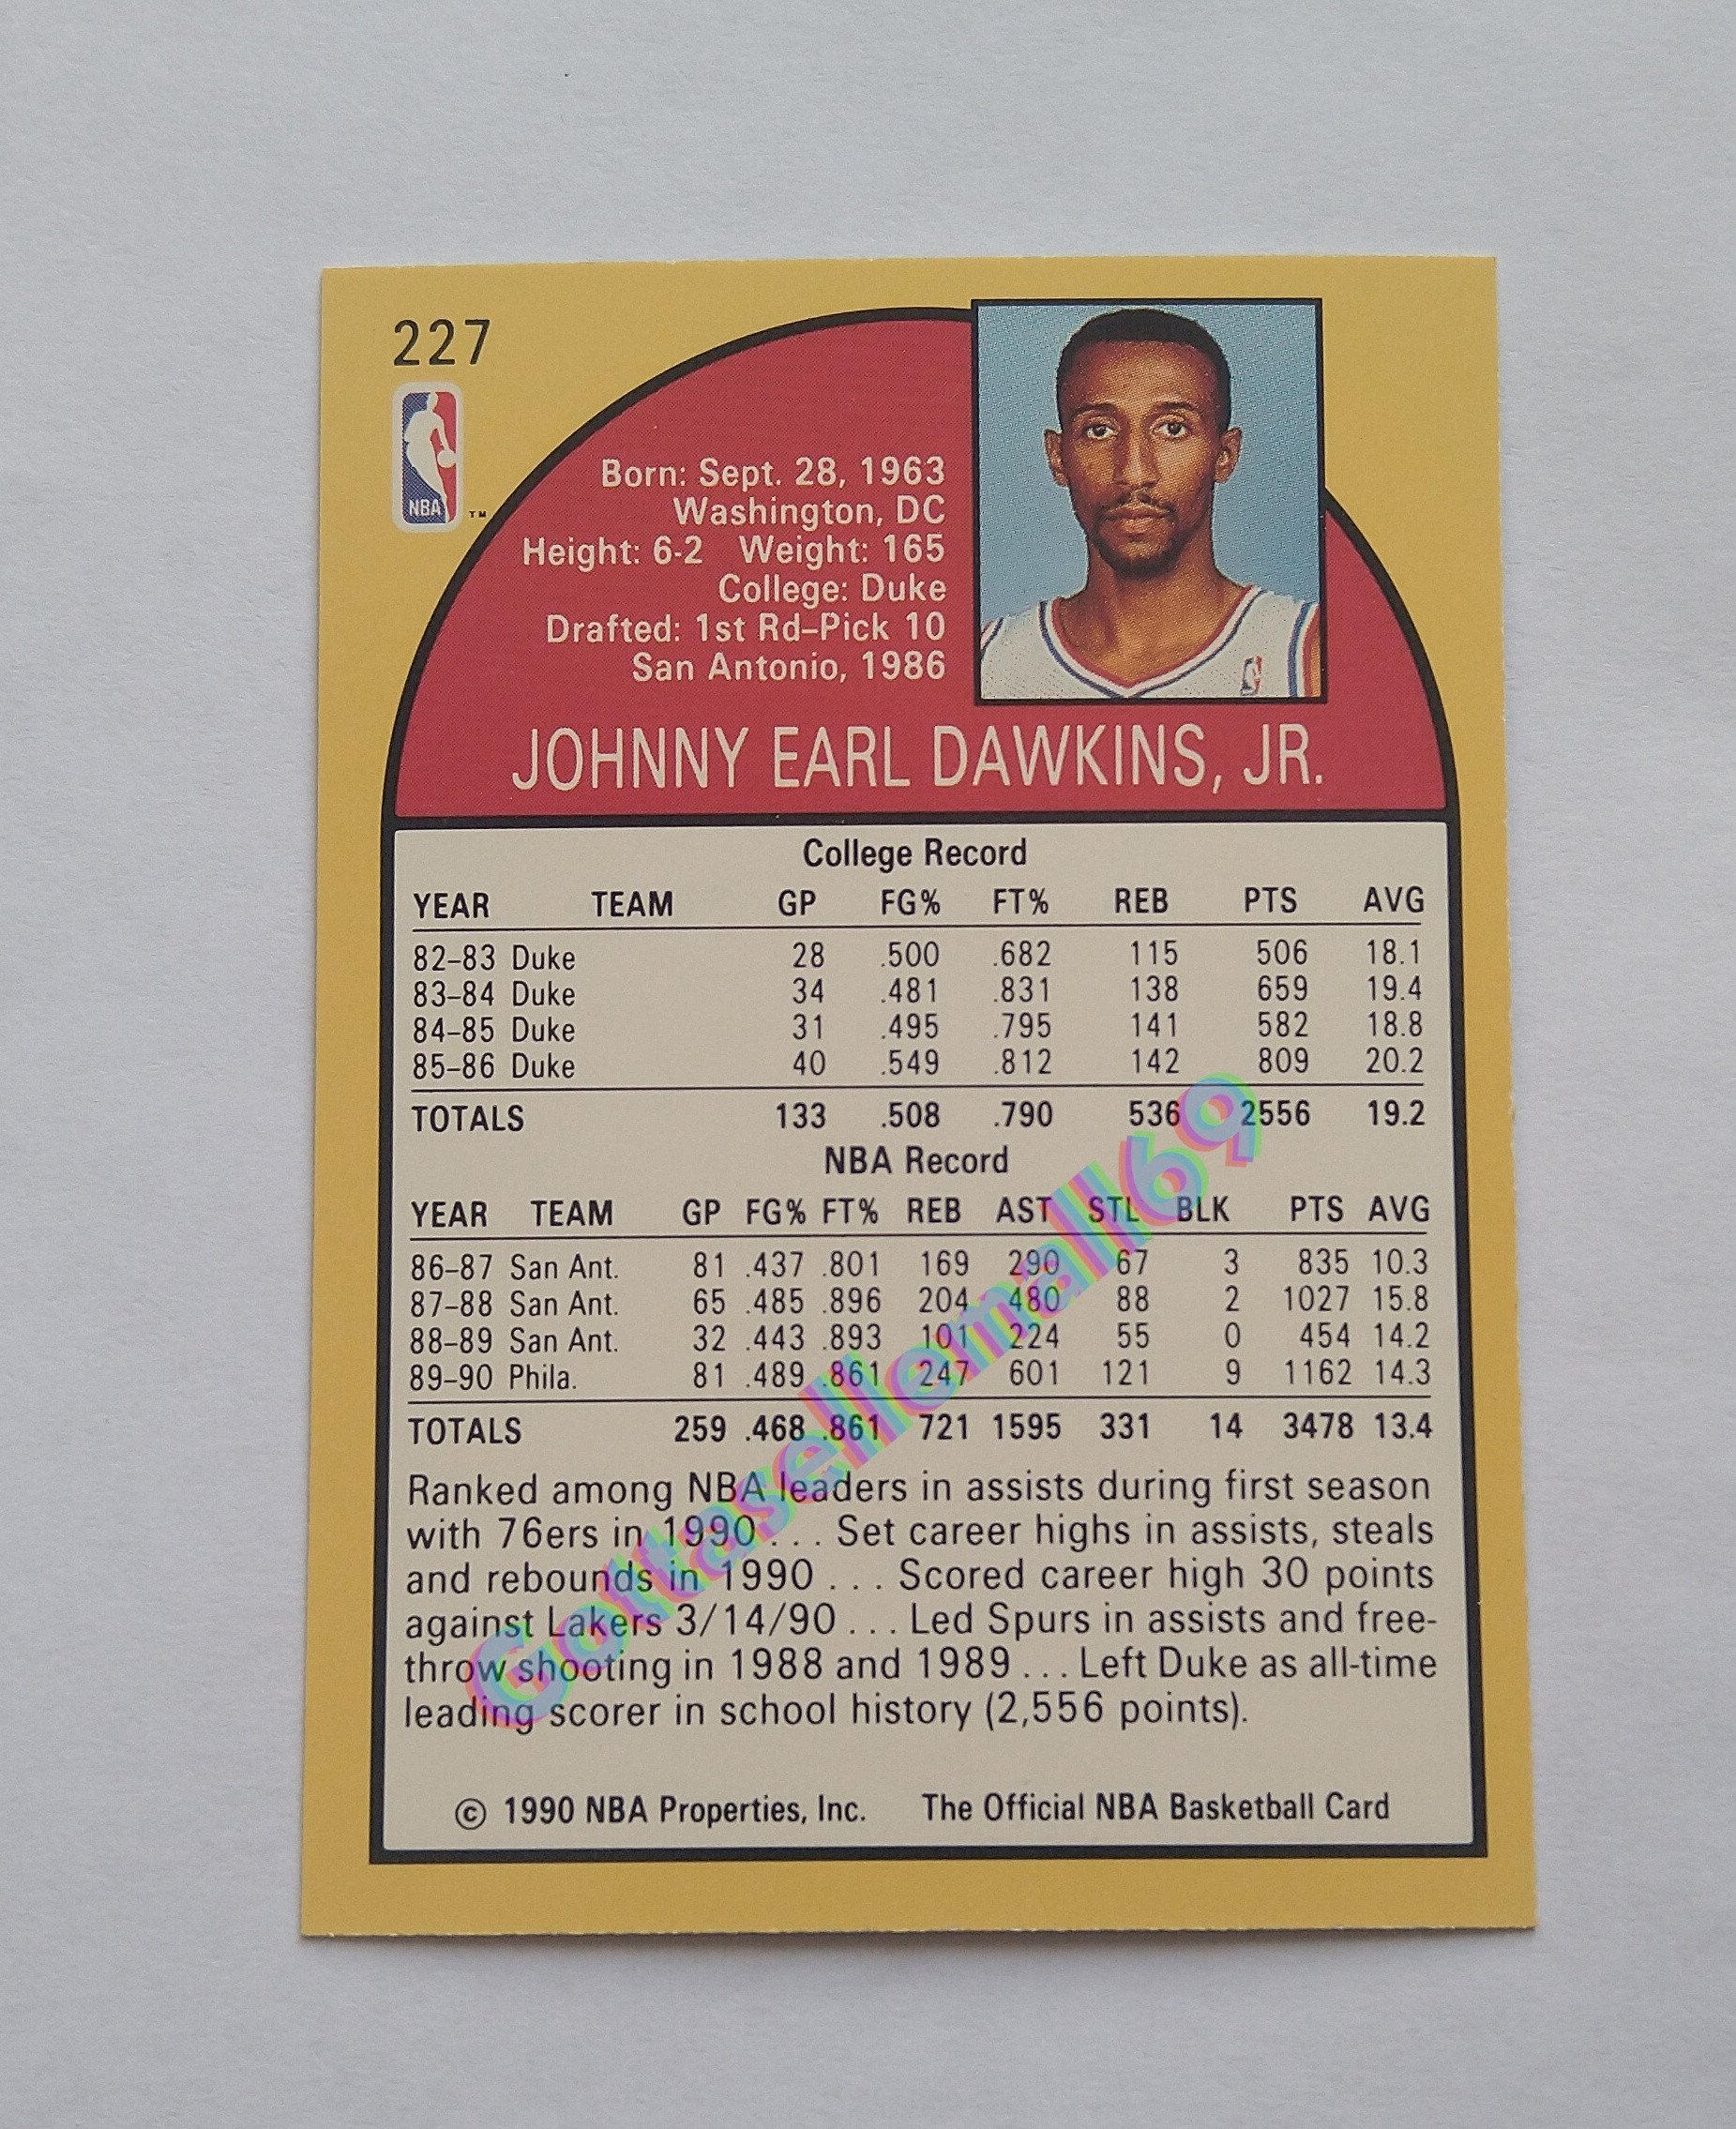 227
NBA
TM
Born: Sept. 28, 1963
Washington, DC
Height: 6-2 Weight: 165
College: Duke
Drafted: 1st Rd–Pick 10
San Antonio, 1986
JOHNNY EARL DAWKINS, JR.
College Record
YEAR TEAM GP FG% FT% REB PTS AVG
82–83 Duke 28 .500 .682 115 506 18.1
83–84 Duke 34 .481 .831 138 659 19.4
84–85 Duke 31 .495 .795 141 582 18.8
85–86 Duke 40 .549 .812 142 809 20.2
TOTALS 133 .508 .790 536 2556 19.2
NBA Record
YEAR TEAM GP FG% FT% REB AST STL BLK PTS AVG
86–87 San Ant. 81 .437 .801 169 290 67 3 835 10.3
87–88 San Ant. 65 .485 .896 204 480 88 2 1027 15.8
88–89 San Ant. 32 .443 .893 101 224 55 0 454 14.2
89–90 Phila. 81 .489 .861 247 601 121 9 1162 14.3
TOTALS 259 .468 .861 721 1595 331 14 3478 13.4
Ranked among NBA leaders in assists during first season
with 76ers in 1990 . . . Set career highs in assists, steals
and rebounds in 1990 . . . Scored career high 30 points
against Lakers 3/14/90 . . . Led Spurs in assists and free-
throw shooting in 1988 and 1989 . . . Left Duke as all-time
leading scorer in school history (2,556 points).
© 1990 NBA Properties, Inc. The Official NBA Basketball Card
Gottasellemall69